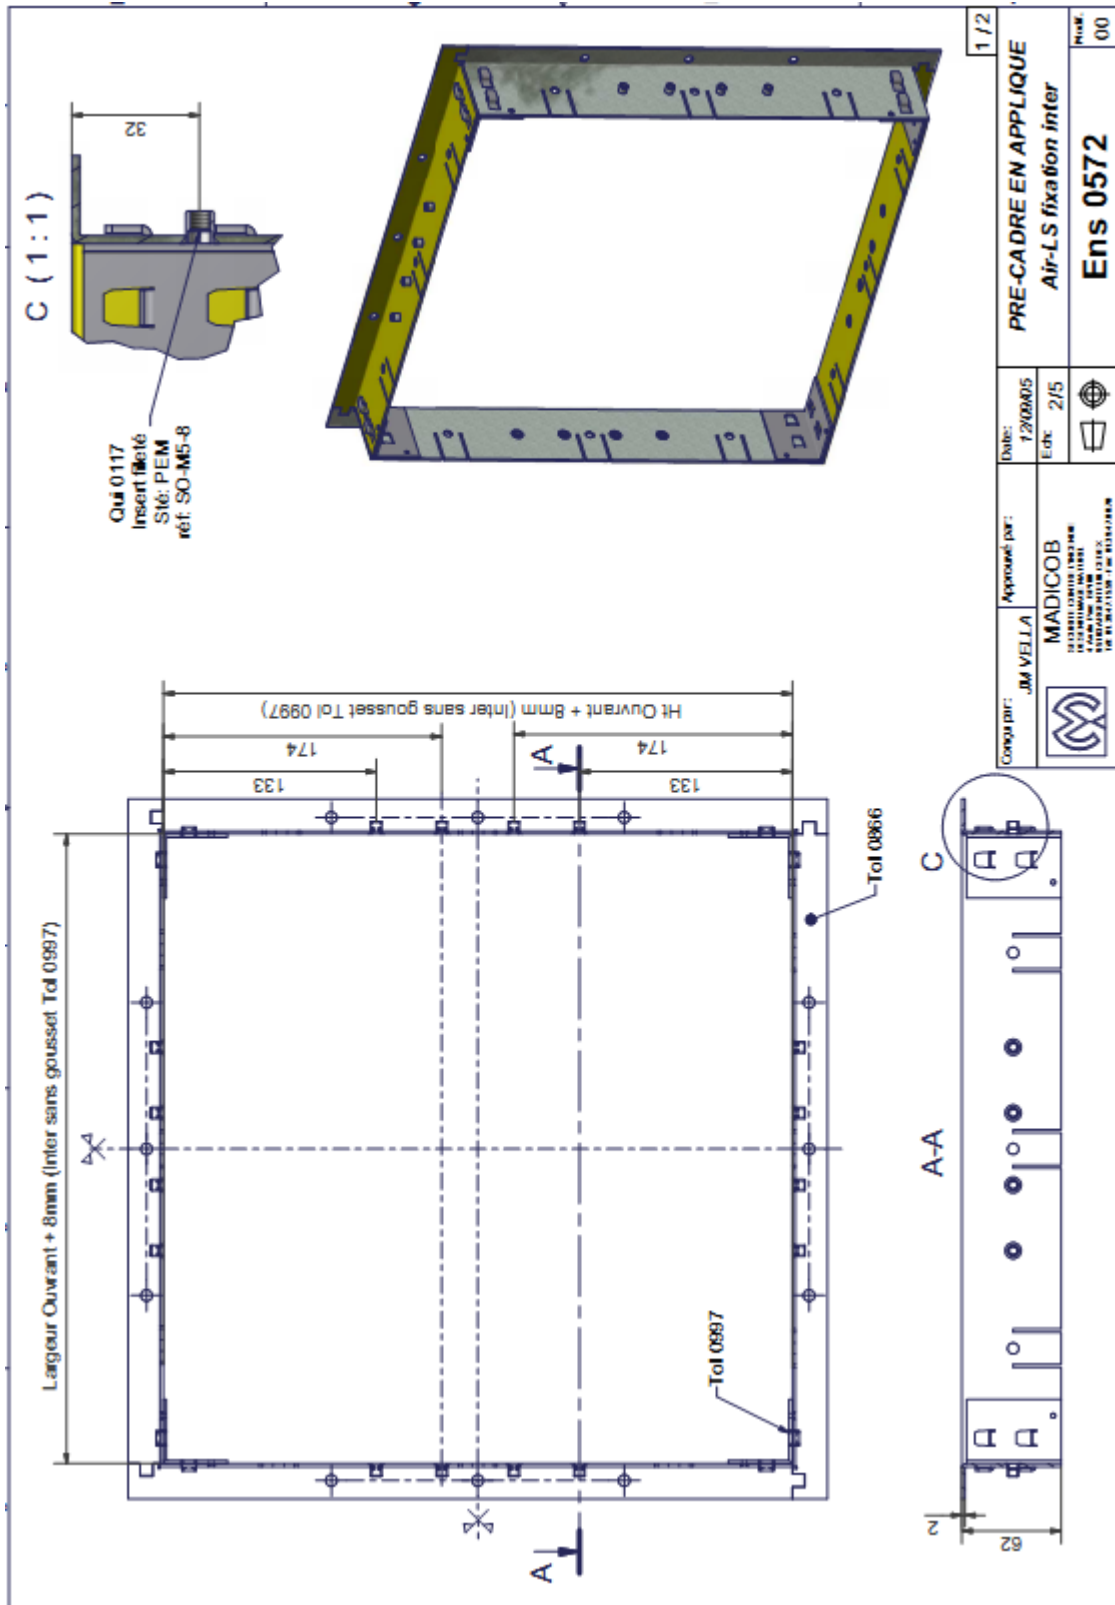 C ( 1 : 1 )
32
Qui 0117
Insert fileté
Sté: PEM
réf: SO-M5-8
Largeur Ouvrant + 8mm (Inter sans gousset Tol 0997)
Ht Ouvrant + 8mm (Inter sans gousset Tol 0997)
174
133
174
133
A
A
Tol 0866
Tol 0997
A-A
C
2
62
1 / 2
PRE-CADRE EN APPLIQUE
Air-LS fixation inter
Ens 0572
Modif.
00
Date:
12/09/05
Ech:
2/5
Conçu par:
JM VELLA
Approuvé par:
MADICOB